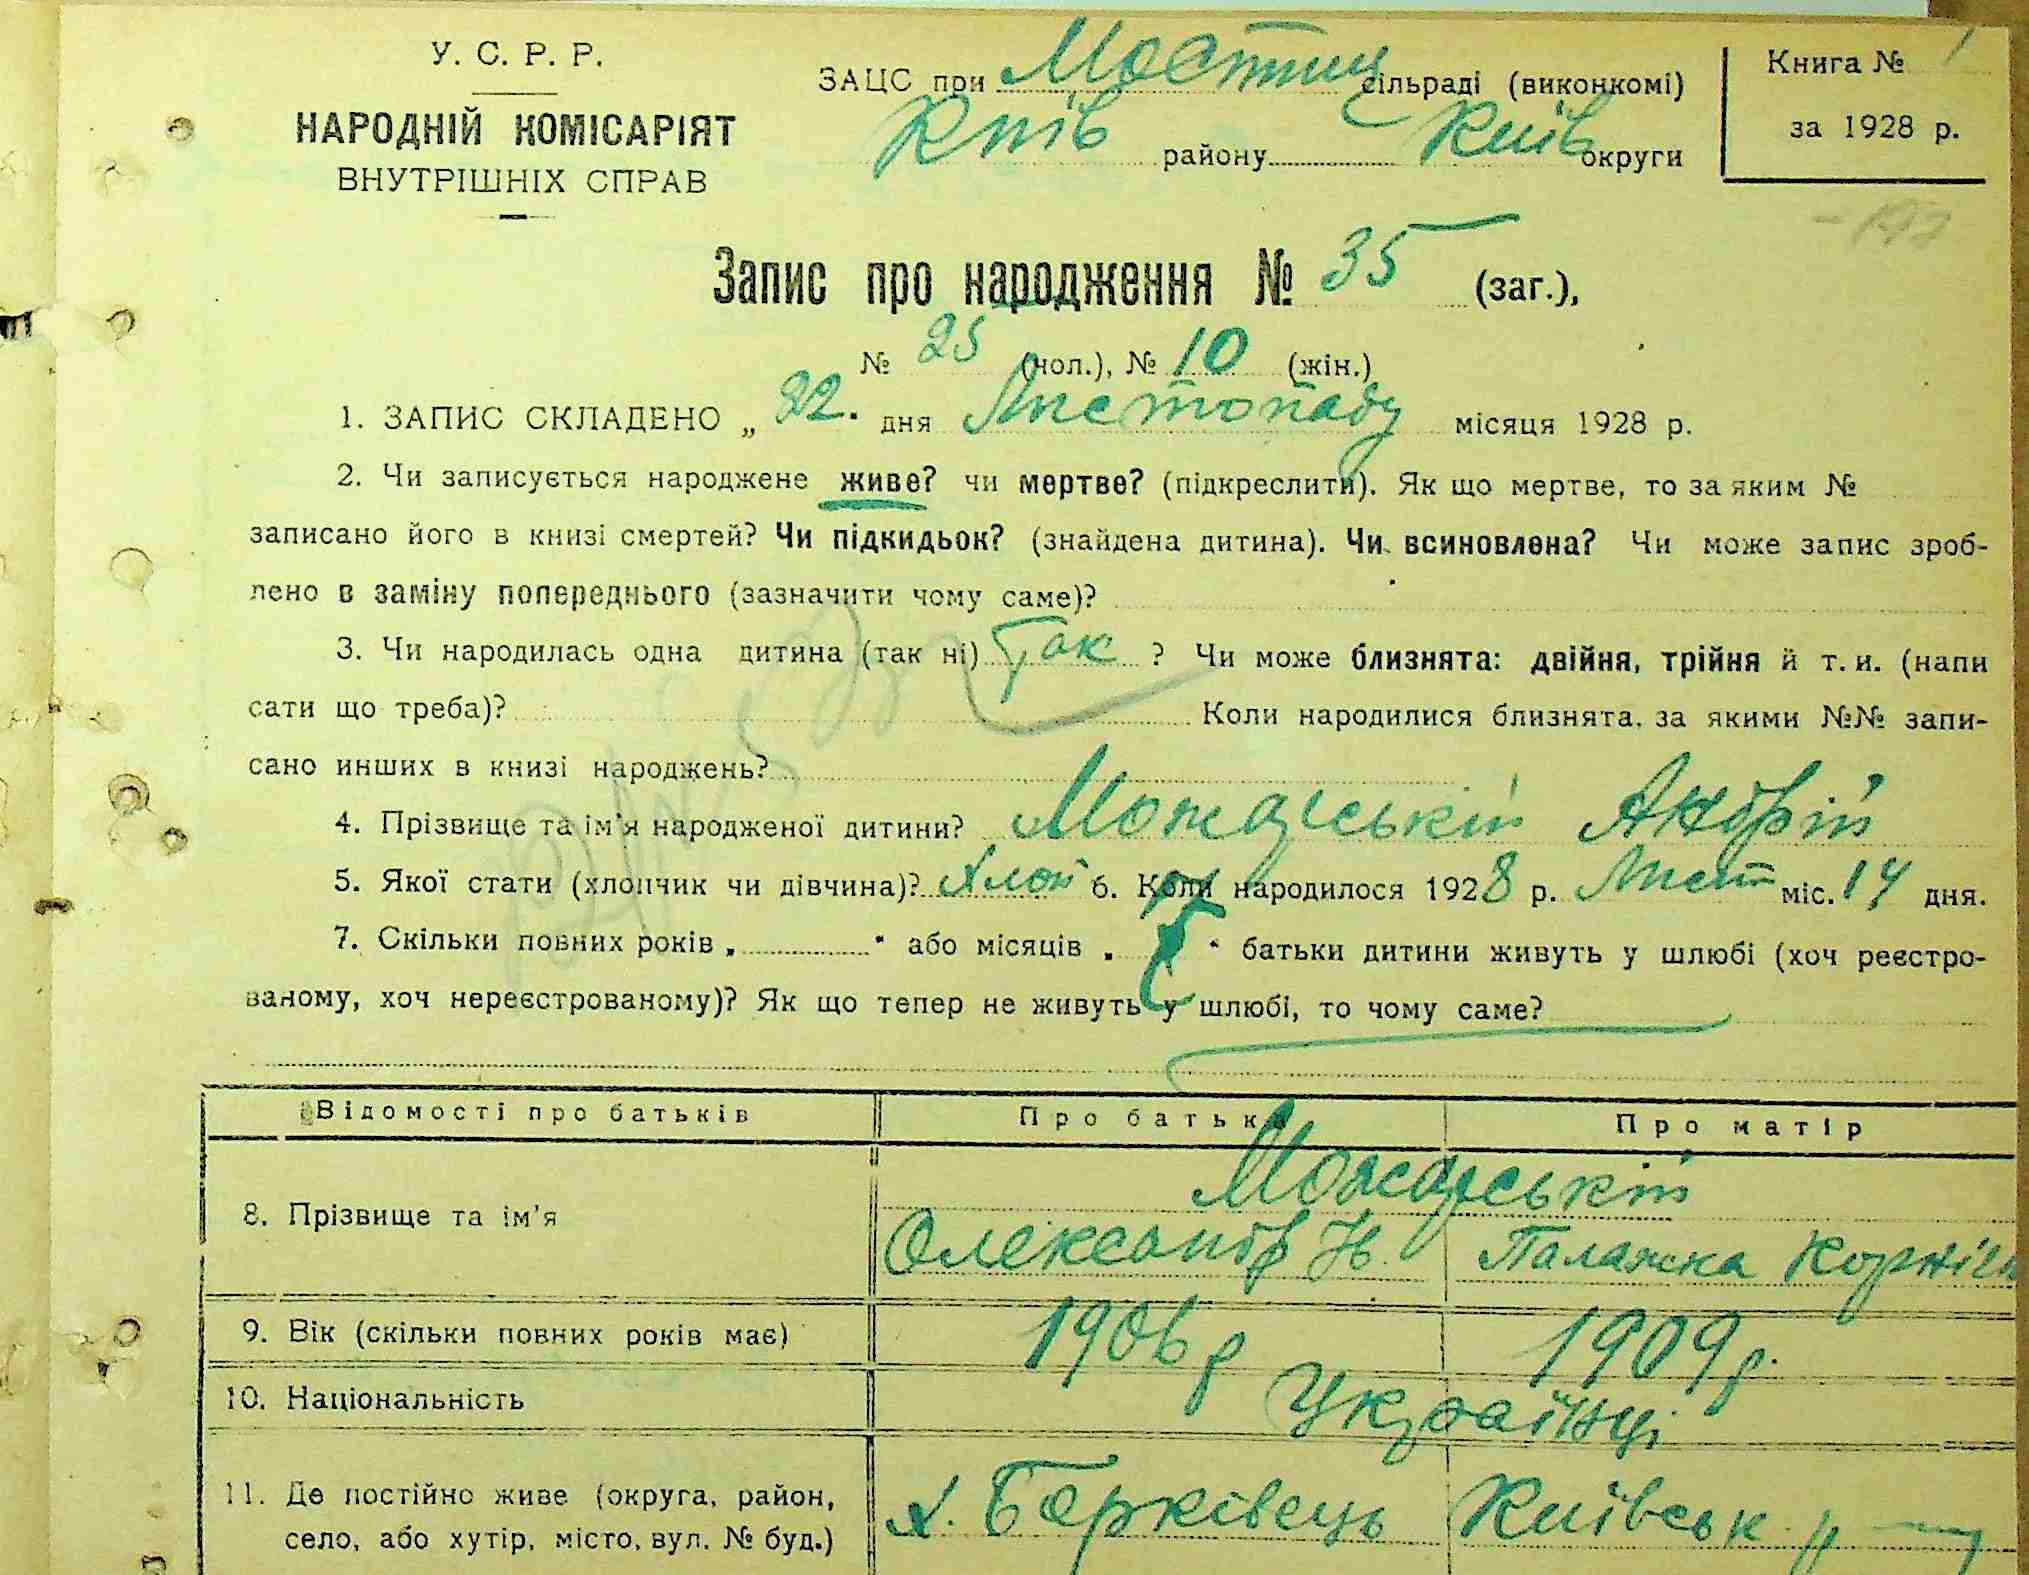 У. С. Р. Р.
НАРОДНІЙ КОМІСАРІЯТ
ВНУТРІШНІХ СПРАВ
ЗАЦС при Мостищ сільраді (виконкомі)
Київ району Київ округи
Книга № 1
за 1928 р.
Запис про народження № 35 (заг.),
№ 25 (чол.), № 10 (жін.)
1. ЗАПИС СКЛАДЕНО „ 22. дня Листопаду місяця 1928 р.
2. Чи записується народжене живе? чи мертве? (підкреслити). Як що мертве, то за яким №
записано його в книзі смертей? Чи підкидьок? (знайдена дитина). Чи всиновлена? Чи може запис зроб-
лено в заміну попереднього (зазначити чому саме)?
3. Чи народилась одна дитина (так ні) Так ? Чи може близнята: двійня, трійня й т. и. (напи
сати що треба)? Коли народилися близнята, за якими №№ запи-
сано инших в книзі народжень?
4. Прізвище та ім'я народженої дитини? Можарській Андрій
5. Якої стати (хлопчик чи дівчина)? Хлоп б. Коли народилося 1928 р. Лист міс. 14 дня.
7. Скільки повних років „ “ або місяців „ “ батьки дитини живуть у шлюбі (хоч реєстро-
ваному, хоч нереєстрованому)? Як що тепер не живуть у шлюбі, то чому саме?
Відомості про батьків Про батька Про матір
Можарській
8. Прізвище та ім'я Олександр Н. Палажка
9. Вік (скільки повних років має) 1906 р 1909 р.
10. Національність Українці
11. Де постійно живе (округа, район,
село, або хутір, місто, вул. № буд.) х. Берківець Київськ р